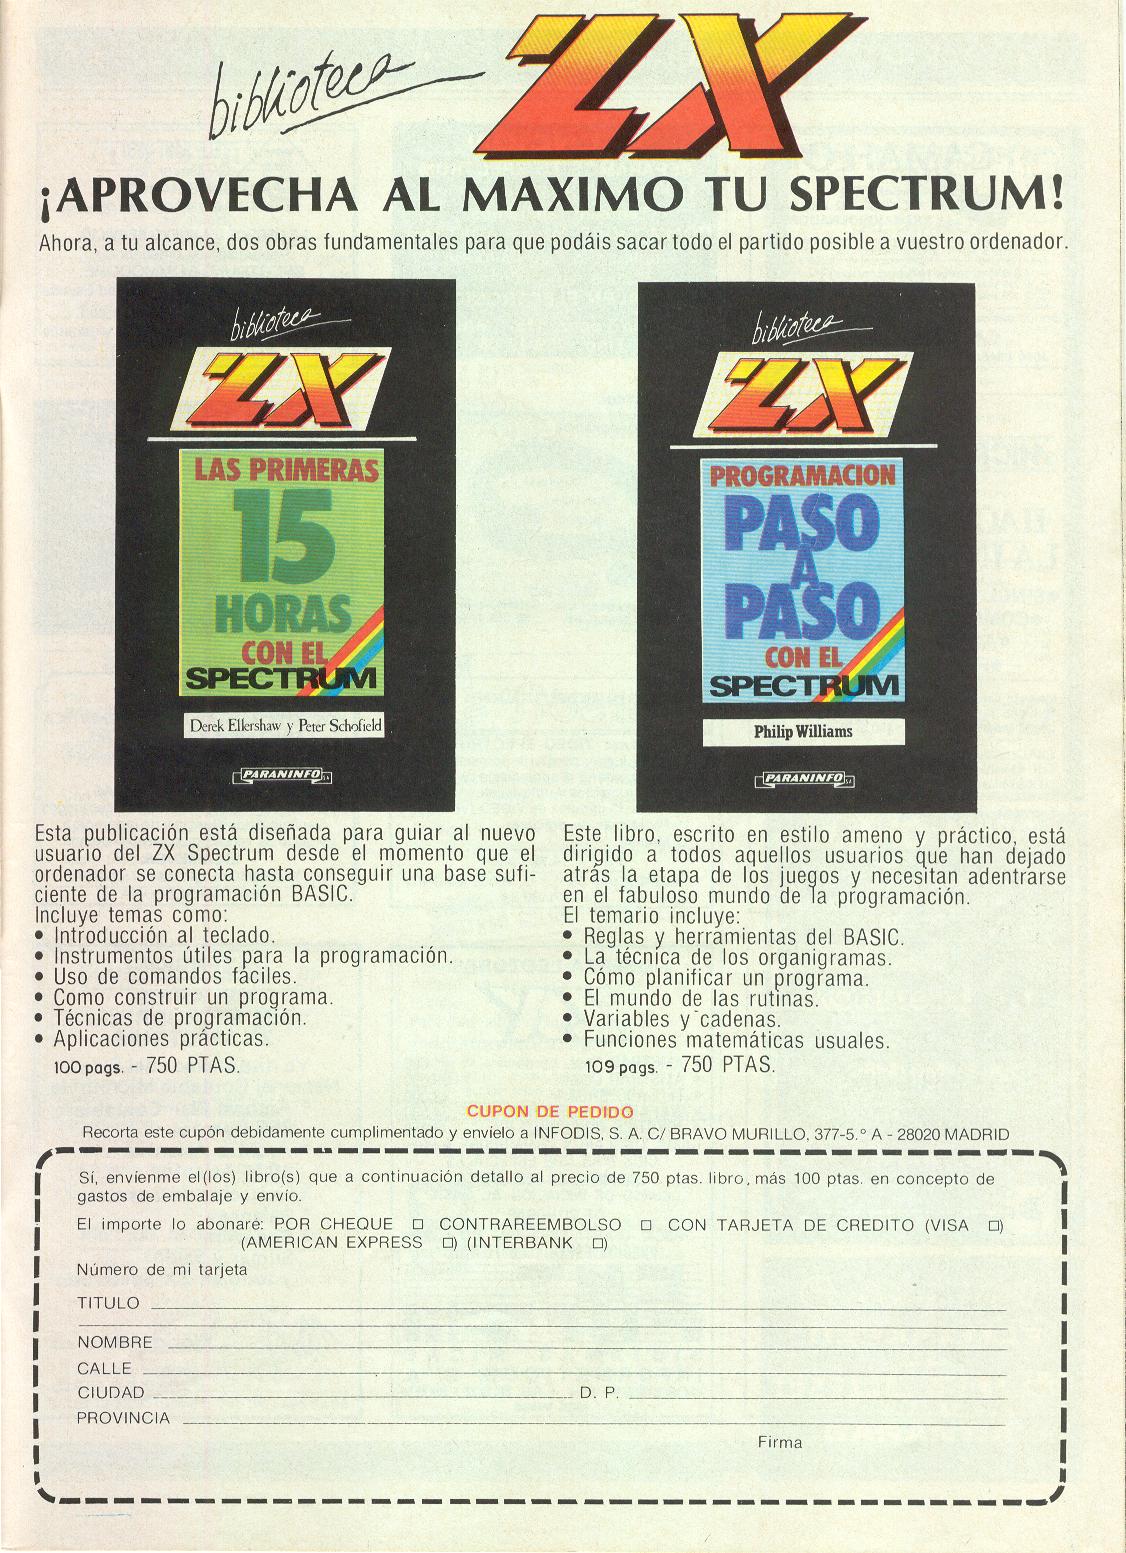 biblioteca ZX
¡APROVECHA AL MAXIMO TU SPECTRUM!
Ahora, a tu alcance, dos obras fundamentales para que podáis sacar todo el partido posible a vuestro ordenador.
biblioteca
ZX
LAS PRIMERAS
15
HORAS
CON EL
SPECTRUM
Derek Ellershaw y Peter Schofield
PARANINFO S.A.
biblioteca
ZX
PROGRAMACION
PASO
A
PASO
CON EL
SPECTRUM
Philip Williams
PARANINFO S.A.
Esta publicación está diseñada para guiar al nuevo
usuario del ZX Spectrum desde el momento que el
ordenador se conecta hasta conseguir una base sufi-
ciente de la programación BASIC.
Incluye temas como:
• Introducción al teclado.
• Instrumentos útiles para la programación.
• Uso de comandos fáciles.
• Como construir un programa.
• Técnicas de programación.
• Aplicaciones prácticas.
100 pags. - 750 PTAS.
Este libro, escrito en estilo ameno y práctico, está
dirigido a todos aquellos usuarios que han dejado
atrás la etapa de los juegos y necesitan adentrarse
en el fabuloso mundo de la programación.
El temario incluye:
• Reglas y herramientas del BASIC.
• La técnica de los organigramas.
• Cómo planificar un programa.
• El mundo de las rutinas.
• Variables y cadenas.
• Funciones matemáticas usuales.
109 pags. - 750 PTAS.
CUPON DE PEDIDO
Recorta este cupón debidamente cumplimentado y envíelo a INFODIS, S. A. C/ BRAVO MURILLO, 377-5.° A - 28020 MADRID
Sí, envíenme el(los) libro(s) que a continuación detallo al precio de 750 ptas. libro, más 100 ptas. en concepto de
gastos de embalaje y envío.
El importe lo abonaré: POR CHEQUE □ CONTRAREEMBOLSO □ CON TARJETA DE CREDITO (VISA □)
(AMERICAN EXPRESS □) (INTERBANK □)
Número de mi tarjeta
TITULO
NOMBRE
CALLE
CIUDAD D. P.
PROVINCIA
Firma